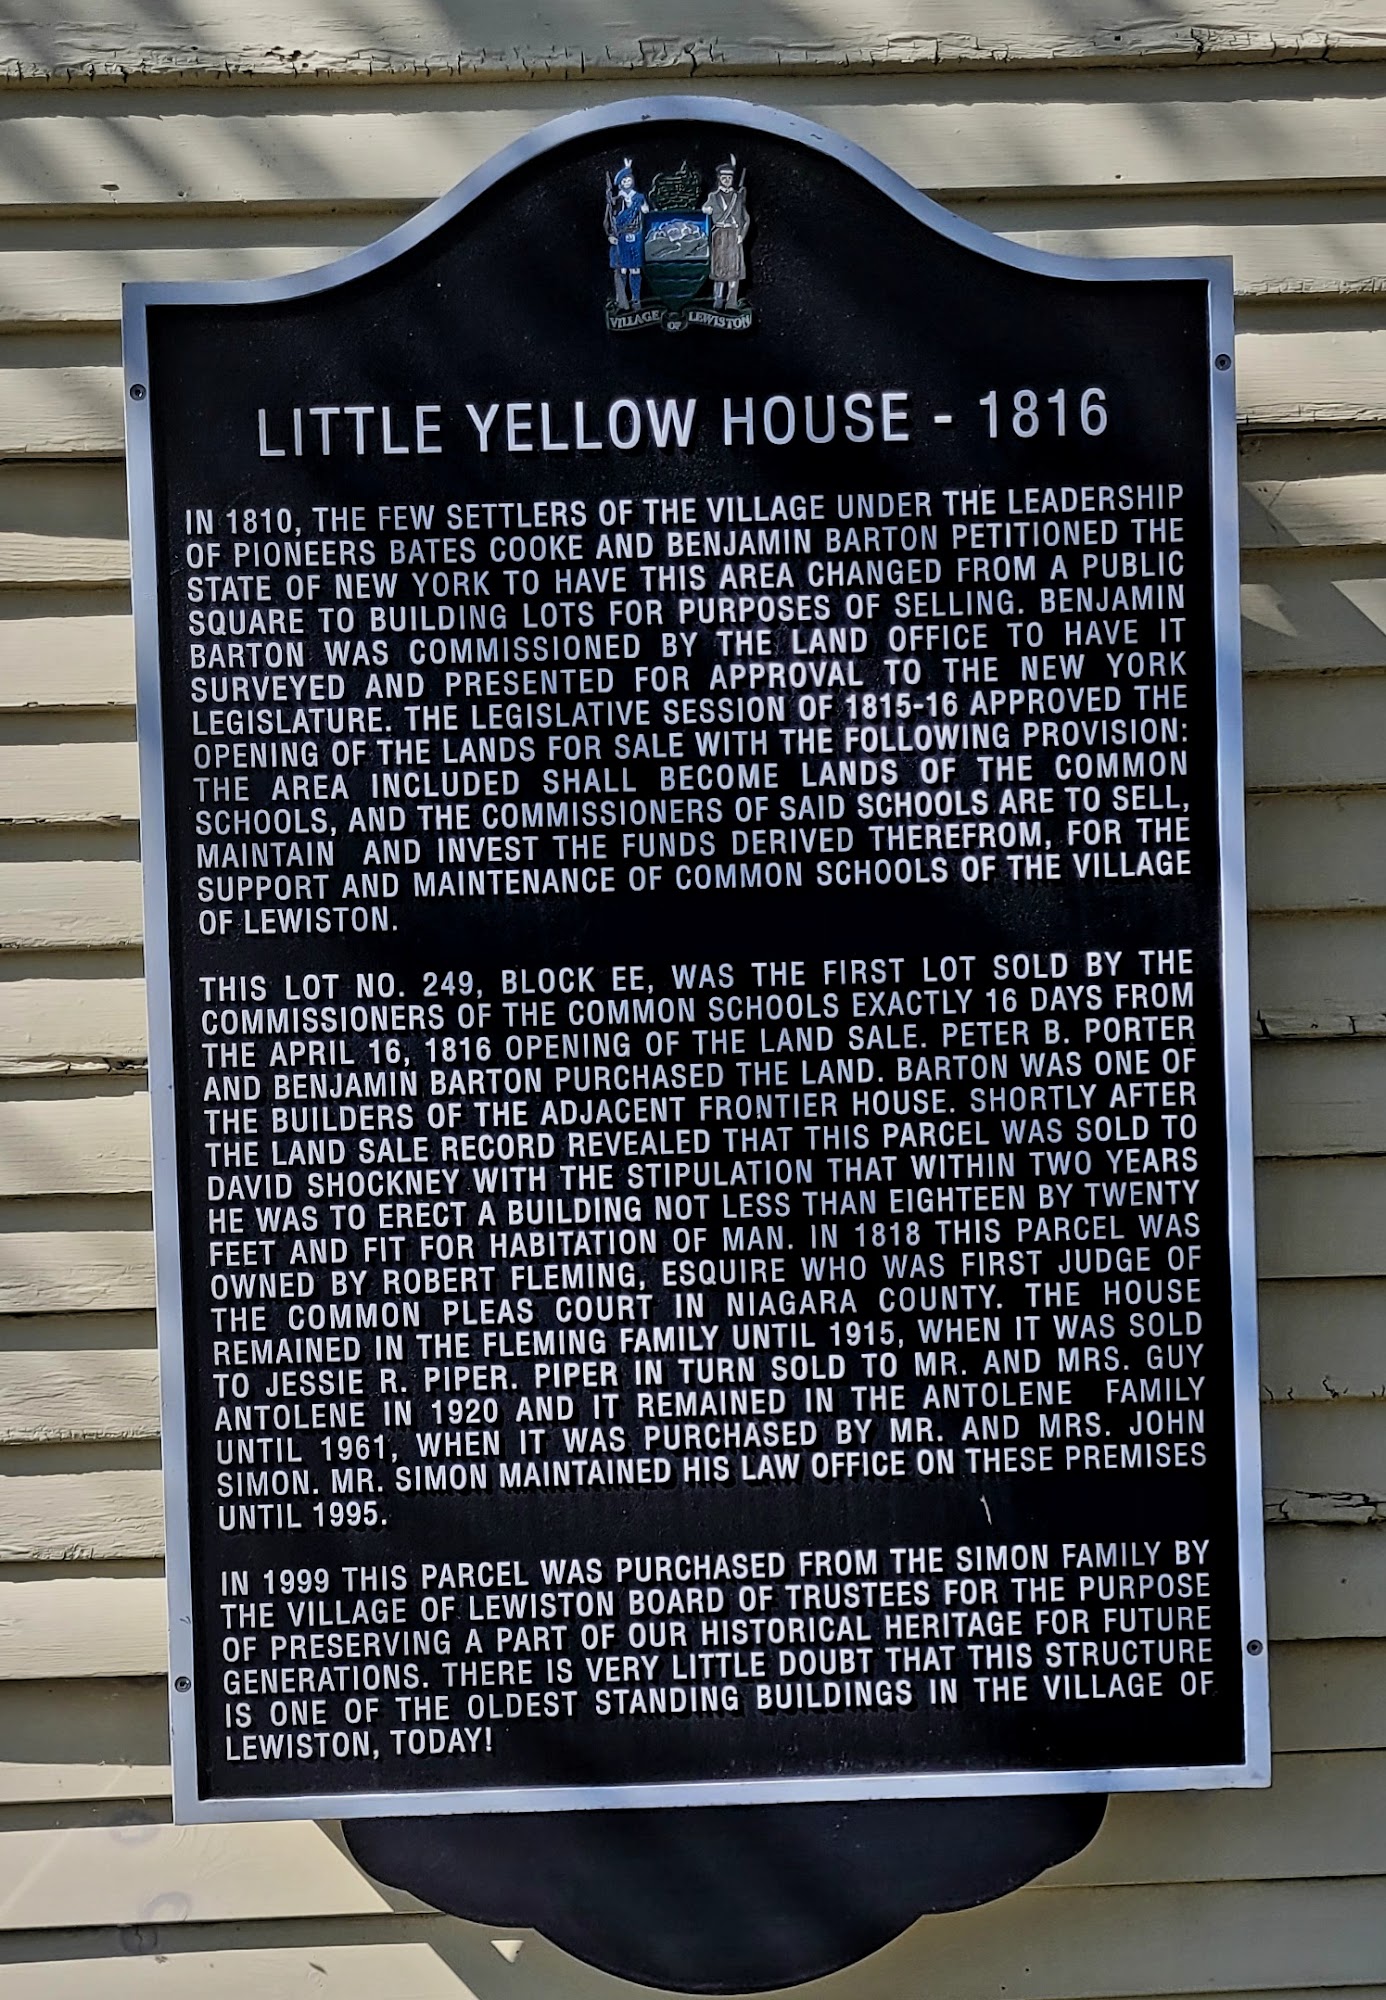 VILLAGE OF LEWISTON
LITTLE YELLOW HOUSE - 1816
IN 1810, THE FEW SETTLERS OF THE VILLAGE UNDER THE LEADERSHIP
OF PIONEERS BATES COOKE AND BENJAMIN BARTON PETITIONED THE
STATE OF NEW YORK TO HAVE THIS AREA CHANGED FROM A PUBLIC
SQUARE TO BUILDING LOTS FOR PURPOSES OF SELLING. BENJAMIN
BARTON WAS COMMISSIONED BY THE LAND OFFICE TO HAVE IT
SURVEYED AND PRESENTED FOR APPROVAL TO THE NEW YORK
LEGISLATURE. THE LEGISLATIVE SESSION OF 1815-16 APPROVED THE
OPENING OF THE LANDS FOR SALE WITH THE FOLLOWING PROVISION:
THE AREA INCLUDED SHALL BECOME LANDS OF THE COMMON
SCHOOLS, AND THE COMMISSIONERS OF SAID SCHOOLS ARE TO SELL,
MAINTAIN AND INVEST THE FUNDS DERIVED THEREFROM, FOR THE
SUPPORT AND MAINTENANCE OF COMMON SCHOOLS OF THE VILLAGE
OF LEWISTON.
THIS LOT NO. 249, BLOCK EE, WAS THE FIRST LOT SOLD BY THE
COMMISSIONERS OF THE COMMON SCHOOLS EXACTLY 16 DAYS FROM
THE APRIL 16, 1816 OPENING OF THE LAND SALE. PETER B. PORTER
AND BENJAMIN BARTON PURCHASED THE LAND. BARTON WAS ONE OF
THE BUILDERS OF THE ADJACENT FRONTIER HOUSE. SHORTLY AFTER
THE LAND SALE RECORD REVEALED THAT THIS PARCEL WAS SOLD TO
DAVID SHOCKNEY WITH THE STIPULATION THAT WITHIN TWO YEARS
HE WAS TO ERECT A BUILDING NOT LESS THAN EIGHTEEN BY TWENTY
FEET AND FIT FOR HABITATION OF MAN. IN 1818 THIS PARCEL WAS
OWNED BY ROBERT FLEMING, ESQUIRE WHO WAS FIRST JUDGE OF
THE COMMON PLEAS COURT IN NIAGARA COUNTY. THE HOUSE
REMAINED IN THE FLEMING FAMILY UNTIL 1915, WHEN IT WAS SOLD
TO JESSIE R. PIPER. PIPER IN TURN SOLD TO MR. AND MRS. GUY
ANTOLENE IN 1920 AND IT REMAINED IN THE ANTOLENE FAMILY
UNTIL 1961, WHEN IT WAS PURCHASED BY MR. AND MRS. JOHN
SIMON. MR. SIMON MAINTAINED HIS LAW OFFICE ON THESE PREMISES
UNTIL 1995.
IN 1999 THIS PARCEL WAS PURCHASED FROM THE SIMON FAMILY BY
THE VILLAGE OF LEWISTON BOARD OF TRUSTEES FOR THE PURPOSE
OF PRESERVING A PART OF OUR HISTORICAL HERITAGE FOR FUTURE
GENERATIONS. THERE IS VERY LITTLE DOUBT THAT THIS STRUCTURE
IS ONE OF THE OLDEST STANDING BUILDINGS IN THE VILLAGE OF
LEWISTON, TODAY!